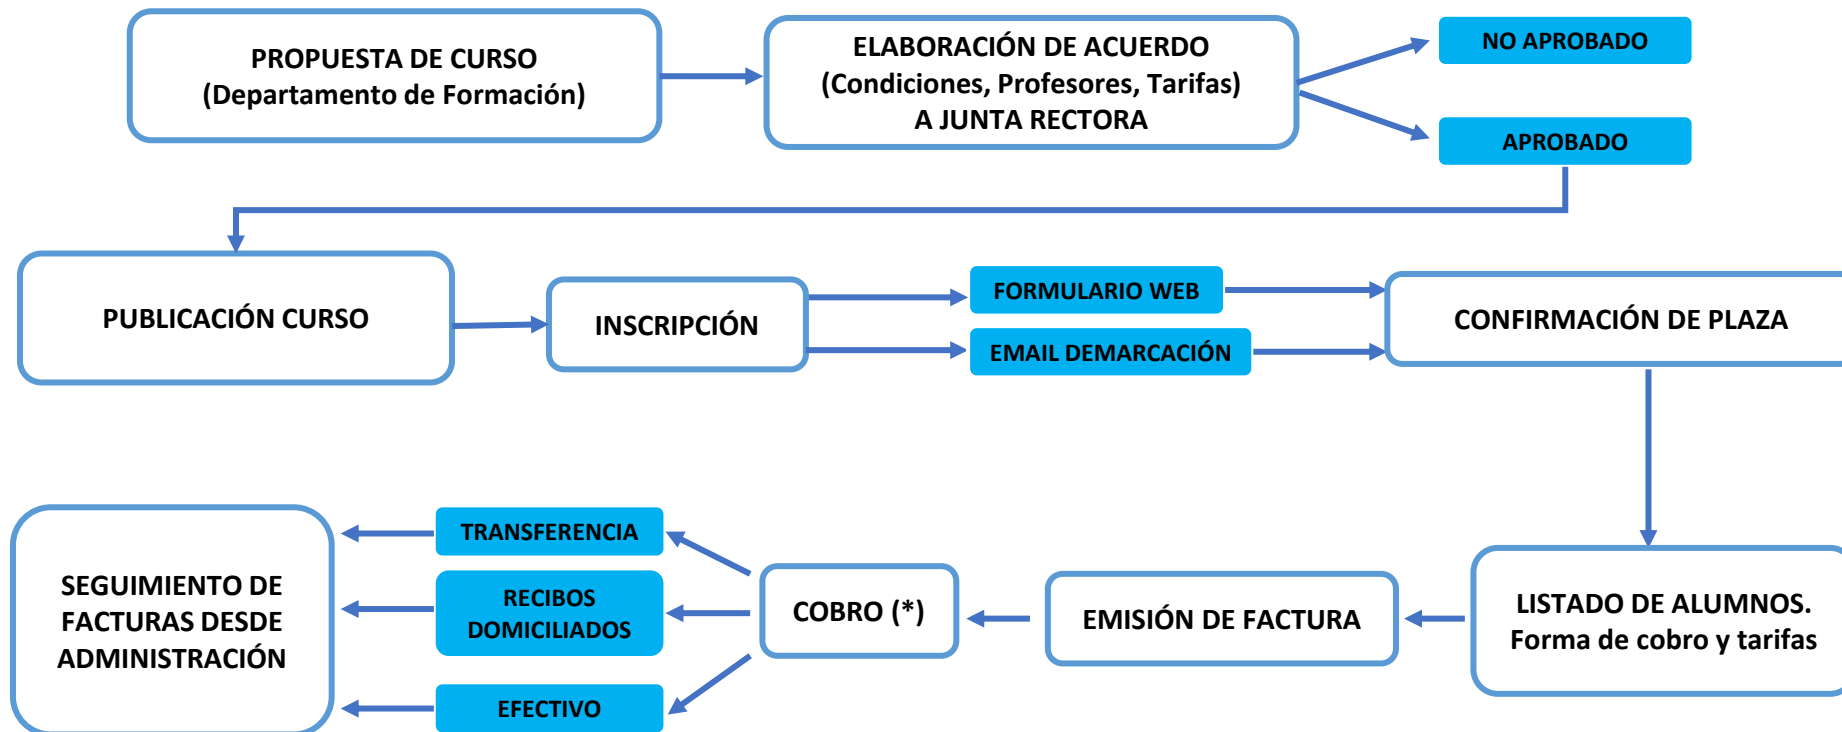 PROPUESTA DE CURSO
(Departamento de Formación)
ELABORACIÓN DE ACUERDO
(Condiciones, Profesores, Tarifas)
A JUNTA RECTORA
NO APROBADO
APROBADO
PUBLICACIÓN CURSO
INSCRIPCIÓN
FORMULARIO WEB
EMAIL DEMARCACIÓN
CONFIRMACIÓN DE PLAZA
SEGUIMIENTO DE
FACTURAS DESDE
ADMINISTRACIÓN
TRANSFERENCIA
RECIBOS
DOMICILIADOS
EFECTIVO
COBRO (*)
EMISIÓN DE FACTURA
LISTADO DE ALUMNOS.
Forma de cobro y tarifas